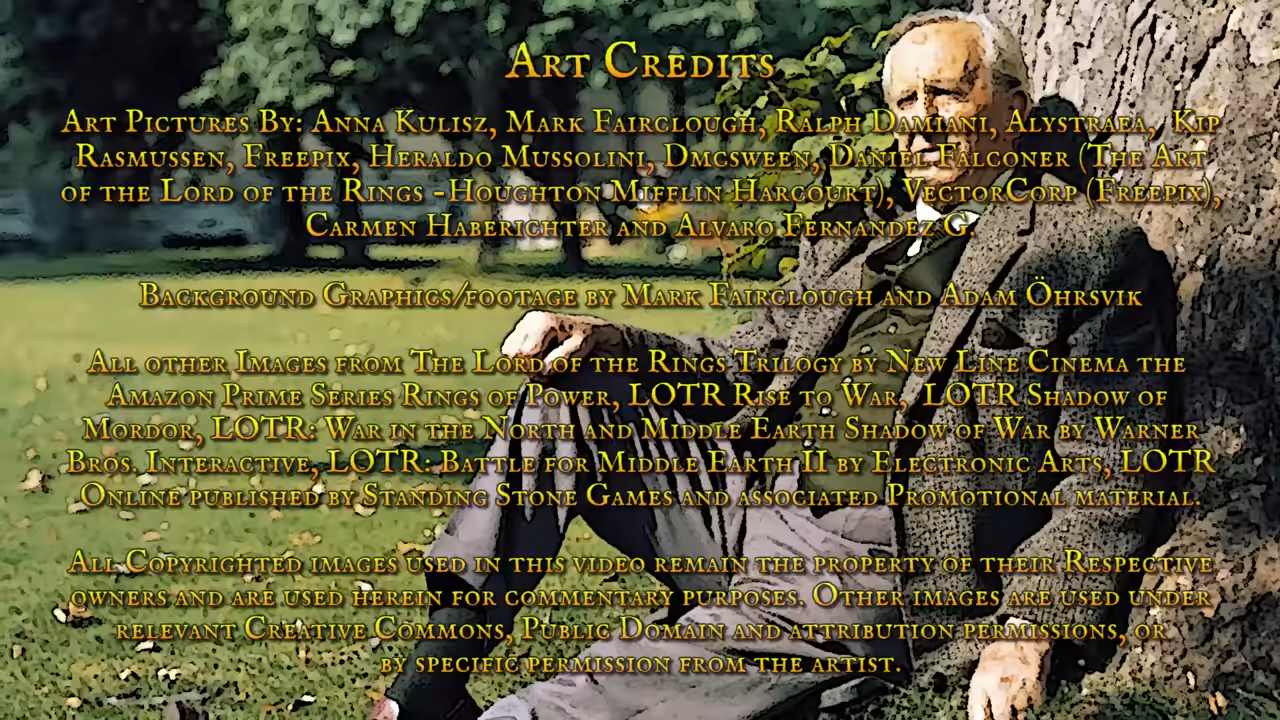 Art Credits
Art Pictures By: Anna Kulisz, Mark Fairclough, Ralph Damiani, Alystraea, Kip
Rasmussen, Freepix, Heraldo Mussolini, Dmcsween, Daniel Falconer (The Art
of the Lord of the Rings -Houghton Mifflin Harcourt), VectorCorp (Freepix),
Carmen Haberichter and Alvaro Fernandez G.
Background Graphics/footage by Mark Fairclough and Adam Öhrsvik
All other Images from The Lord of the Rings Trilogy by New Line Cinema the
Amazon Prime Series Rings of Power, LOTR Rise to War, LOTR Shadow of
Mordor, LOTR: War in the North and Middle Earth Shadow of War by Warner
Bros. Interactive, LOTR: Battle for Middle Earth II by Electronic Arts, LOTR
Online published by Standing Stone Games and associated Promotional material.
All Copyrighted images used in this video remain the property of their Respective
owners and are used herein for commentary purposes. Other images are used under
relevant Creative Commons, Public Domain and attribution permissions, or
by specific permission from the artist.